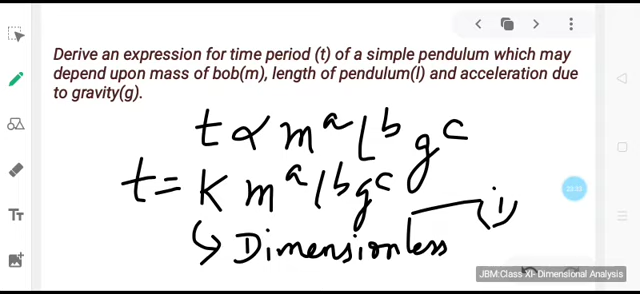 Derive an expression for time period (t) of a simple pendulum which may
depend upon mass of bob(m), length of pendulum(l) and acceleration due
to gravity(g).
t ∝ m^a l^b g^c
t = K m^a l^b g^c — (i)
↳ Dimensionless
Tт
JBM:Class XI- Dimensional Analysis